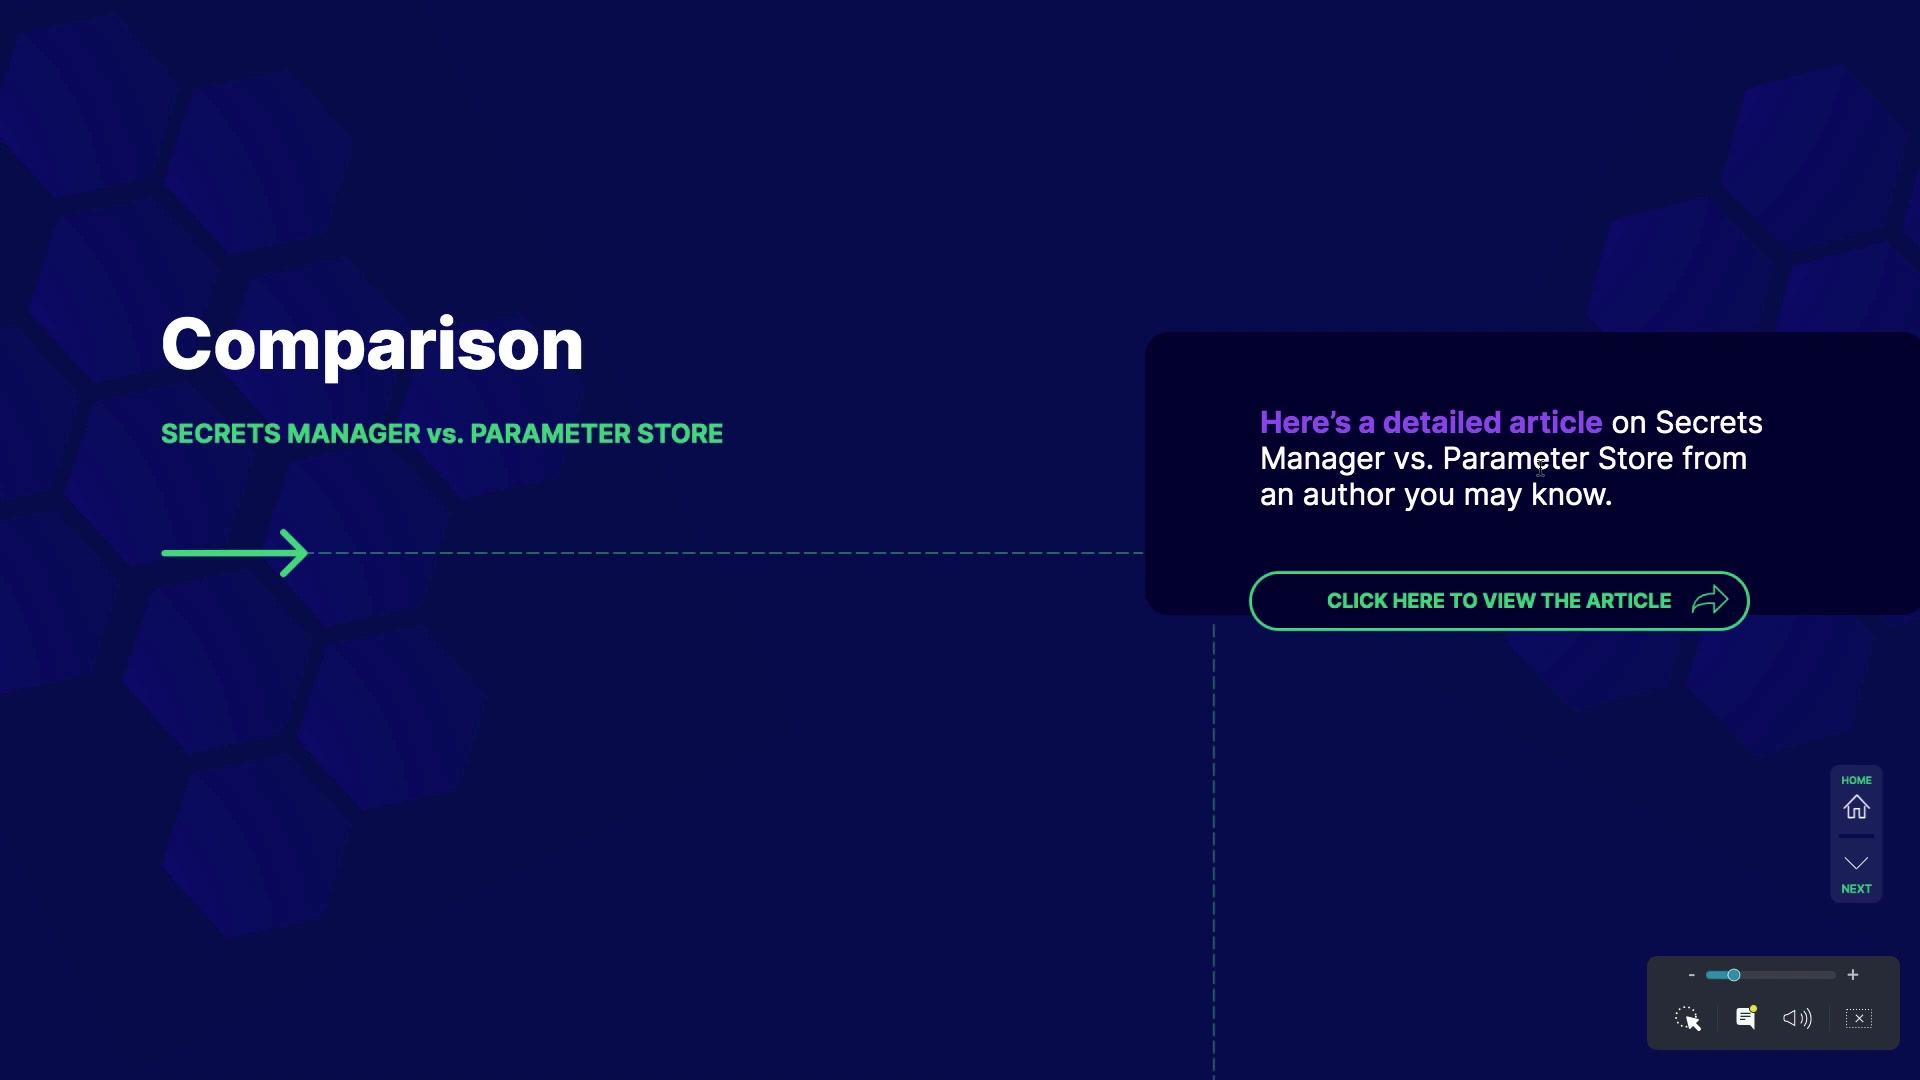 Comparison
SECRETS MANAGER vs. PARAMETER STORE
Here’s a detailed article on Secrets
Manager vs. Parameter Store from
an author you may know.
CLICK HERE TO VIEW THE ARTICLE
HOME
NEXT
- +